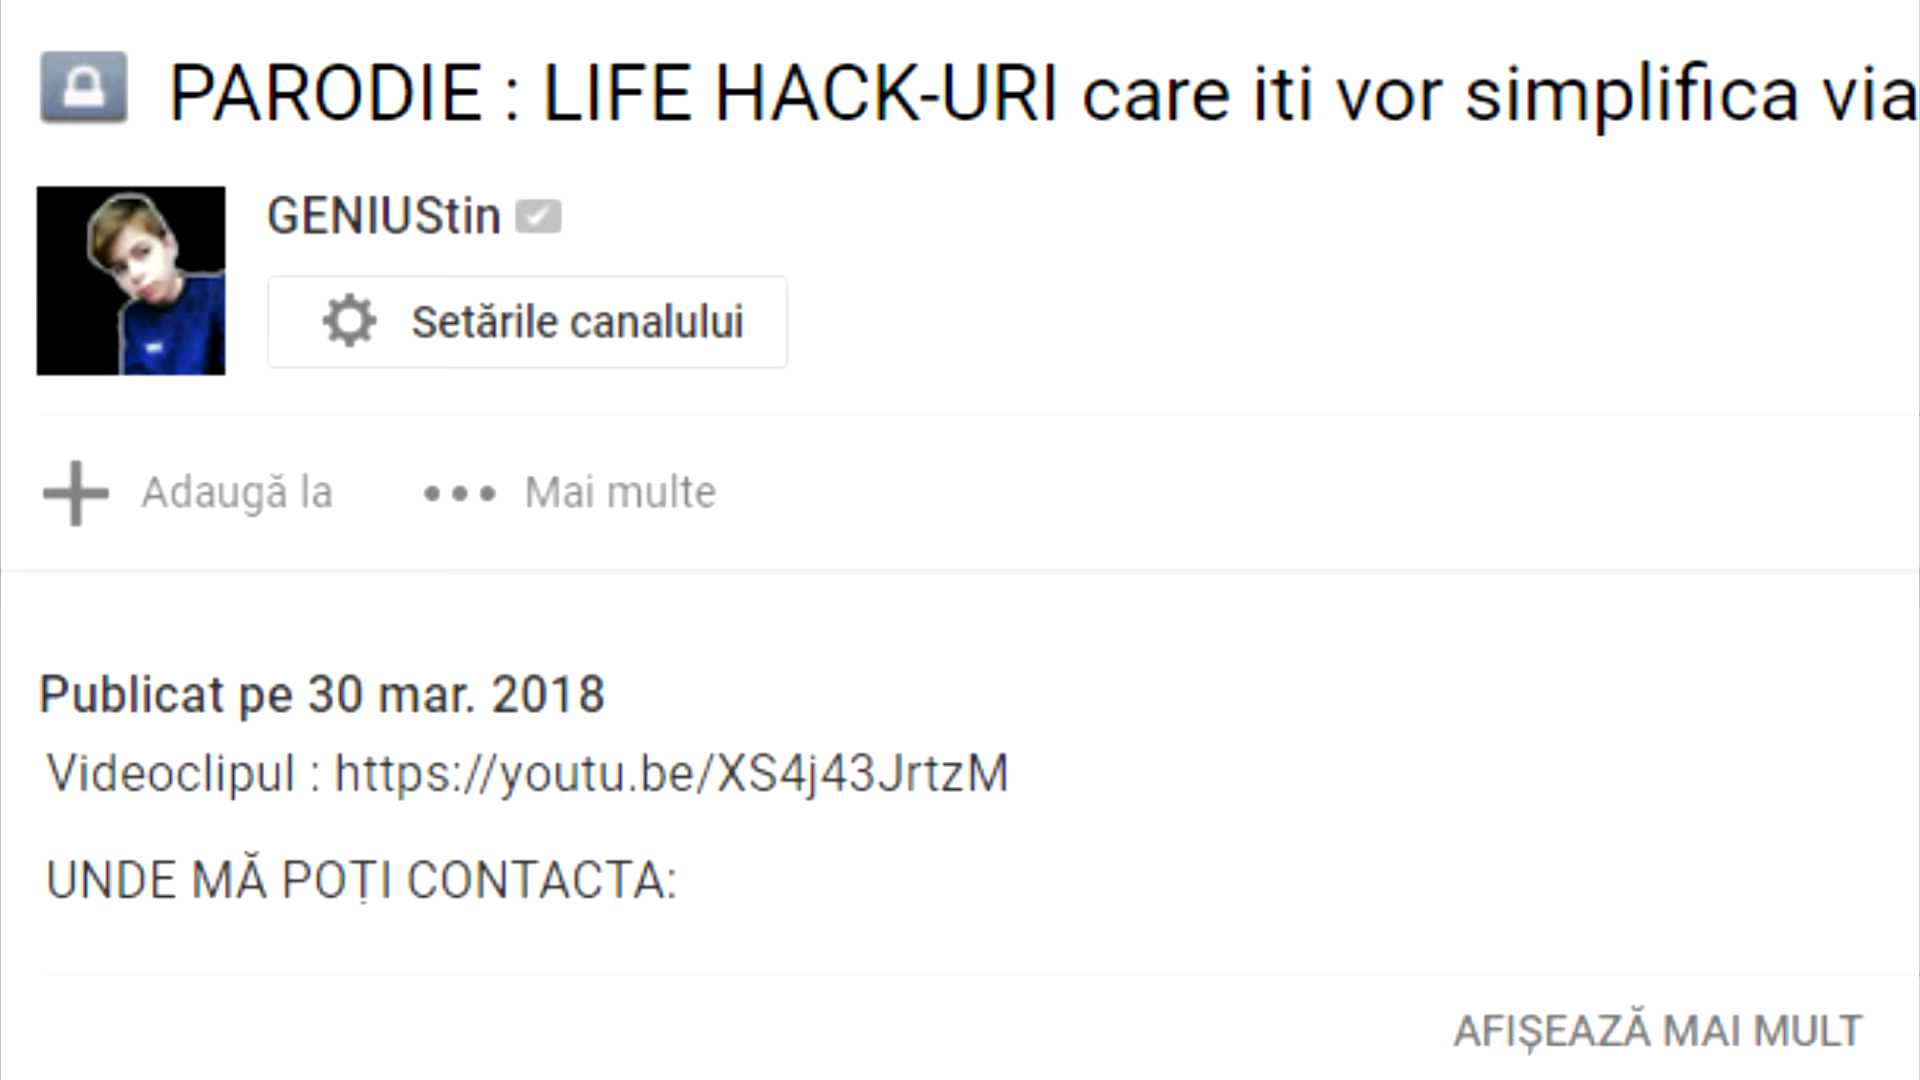 PARODIE : LIFE HACK-URI care iti vor simplifica via
GENIUStin
Setările canalului
Adaugă la
Mai multe
Publicat pe 30 mar. 2018
Videoclipul : https://youtu.be/XS4j43JrtzM
UNDE MĂ POȚI CONTACTA:
AFIȘEAZĂ MAI MULT